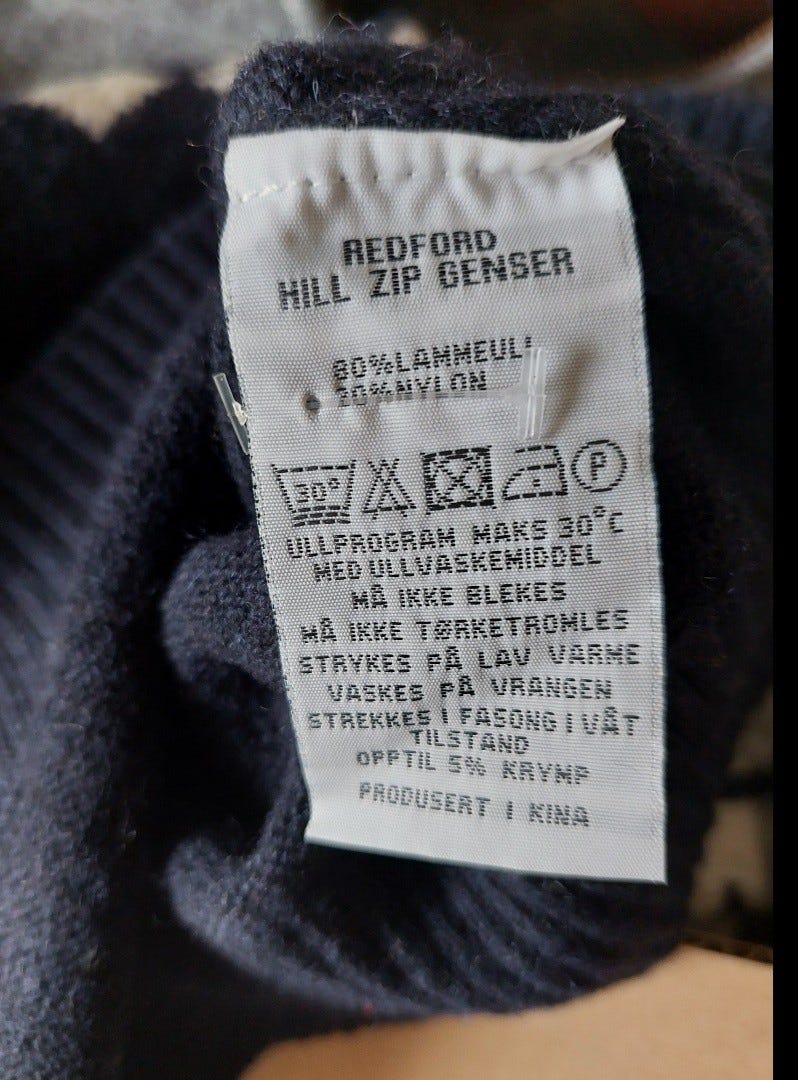 REDFORD
HILL ZIP GENSER
80%LAMMEULL
20%NYLON
30° P
ULLPROGRAM MAKS 30°C
MED ULLVASKEMIDDEL
MÅ IKKE BLEKES
MÅ IKKE TØRKETROMLES
STRYKES PÅ LAV VARME
VASKES PÅ VRANGEN
STREKKES I FASONG I VÅT
TILSTAND
OPPTIL 5% KRYMP
PRODUSERT I KINA